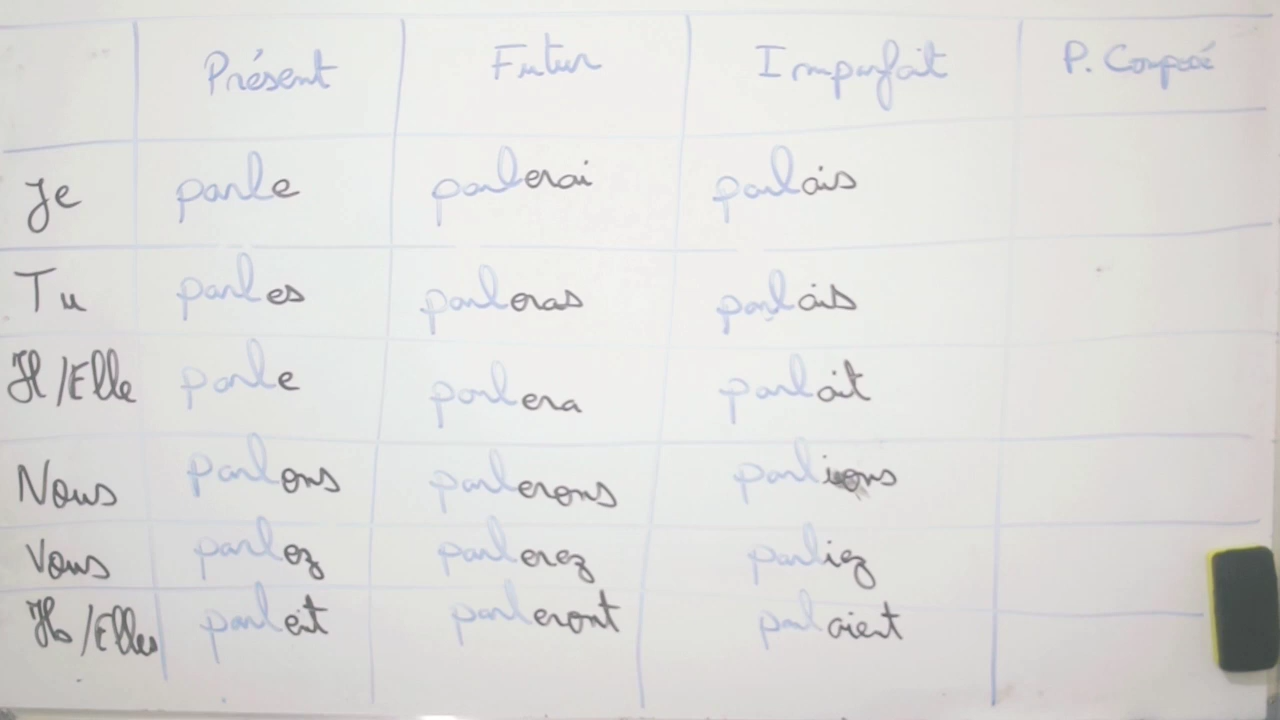 Présent Futur Imparfait P. Composé
Je parle parlerai parlais
Tu parles parleras parlais
Il/Elle parle parlera parlait
Nous parlons parlerons parlions
Vous parlez parlerez parliez
Ils/Elles parlent parleront parlaient